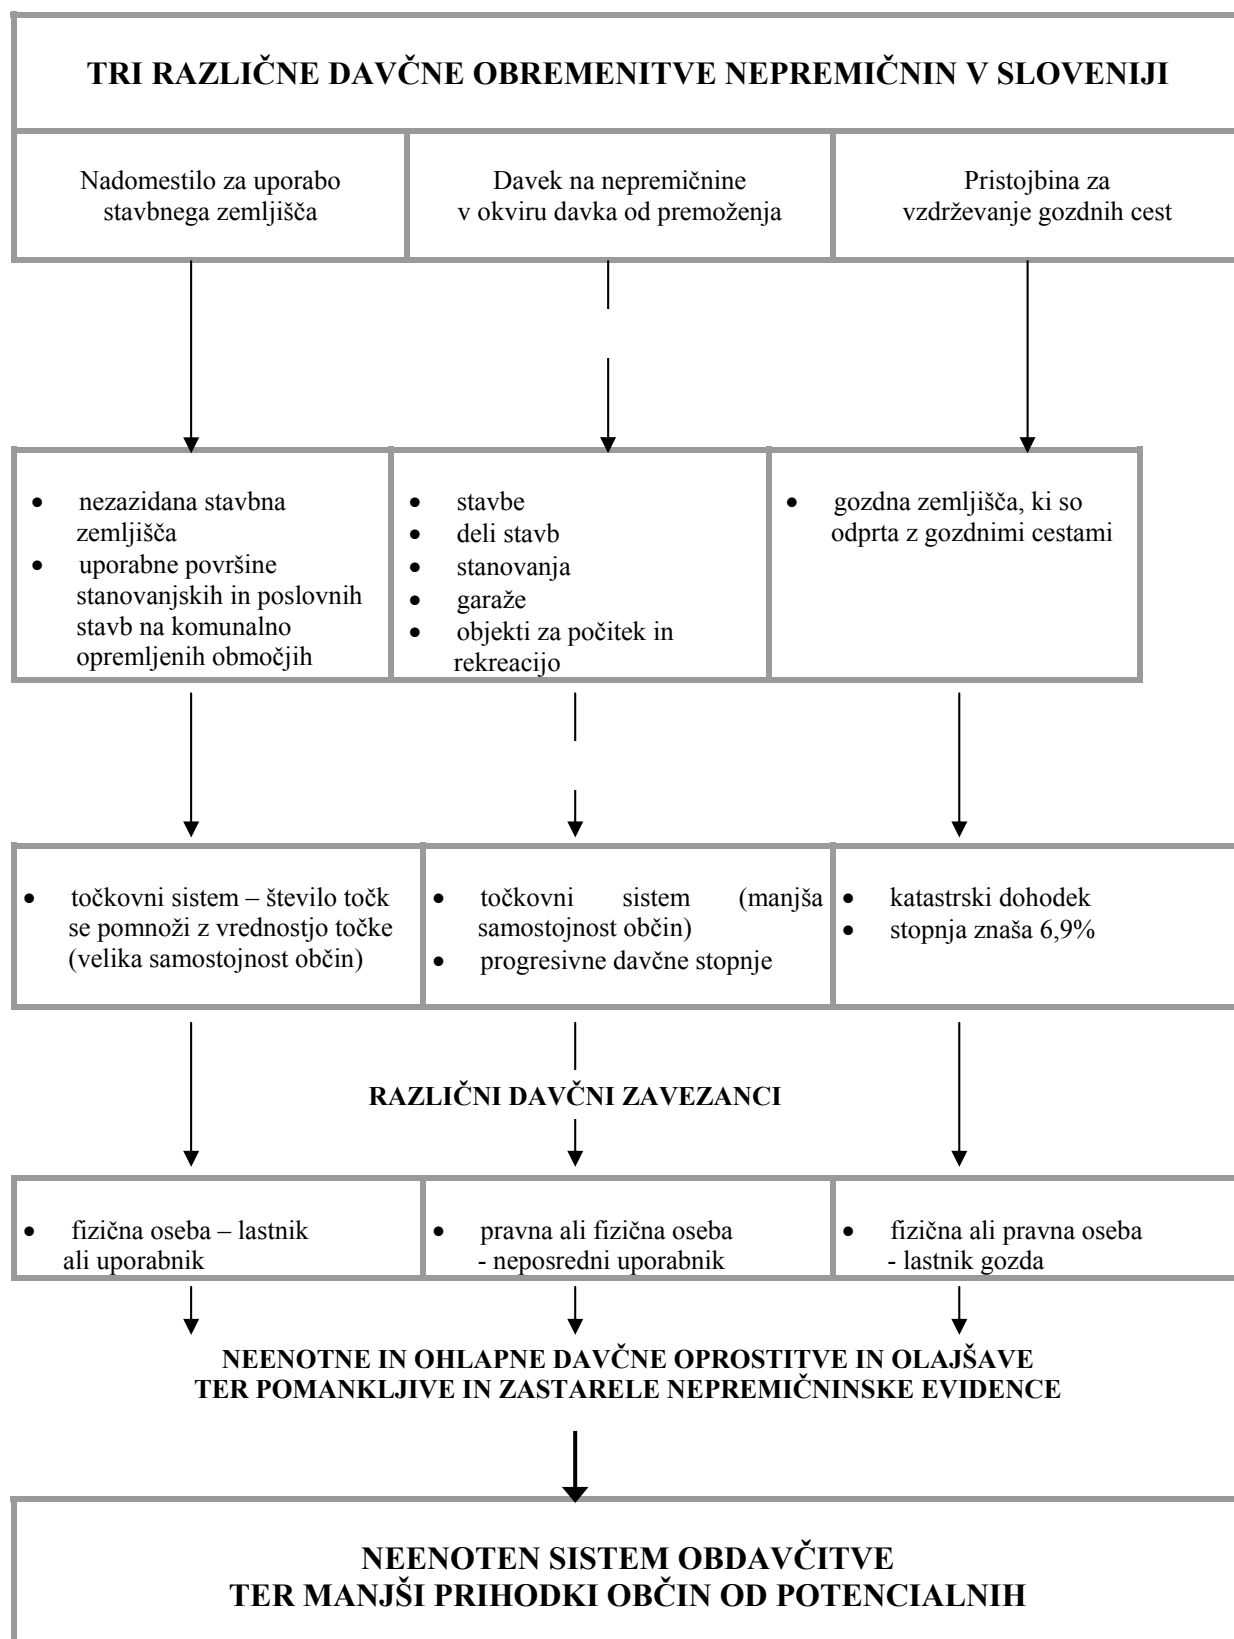 TRI RAZLIČNE DAVČNE OBREMENITVE NEPREMIČNIN V SLOVENIJI
Nadomestilo za uporabo
stavbnega zemljišča
Davek na nepremičnine
v okviru davka od premoženja
Pristojbina za
vzdrževanje gozdnih cest
• nezazidana stavbna
zemljišča
• uporabne površine
stanovanjskih in poslovnih
stavb na komunalno
opremljenih območjih
• stavbe
• deli stavb
• stanovanja
• garaže
• objekti za počitek in
rekreacijo
• gozdna zemljišča, ki so
odprta z gozdnimi cestami
• točkovni sistem – število točk
se pomnoži z vrednostjo točke
(velika samostojnost občin)
• točkovni sistem (manjša
samostojnost občin)
• progresivne davčne stopnje
• katastrski dohodek
• stopnja znaša 6,9%
RAZLIČNI DAVČNI ZAVEZANCI
• fizična oseba – lastnik
ali uporabnik
• pravna ali fizična oseba
- neposredni uporabnik
• fizična ali pravna oseba
- lastnik gozda
NEENOTNE IN OHLAPNE DAVČNE OPROSTITVE IN OLAJŠAVE
TER POMANKLJIVE IN ZASTARELE NEPREMIČNINSKE EVIDENCE
NEENOTEN SISTEM OBDAVČITVE
TER MANJŠI PRIHODKI OBČIN OD POTENCIALNIH